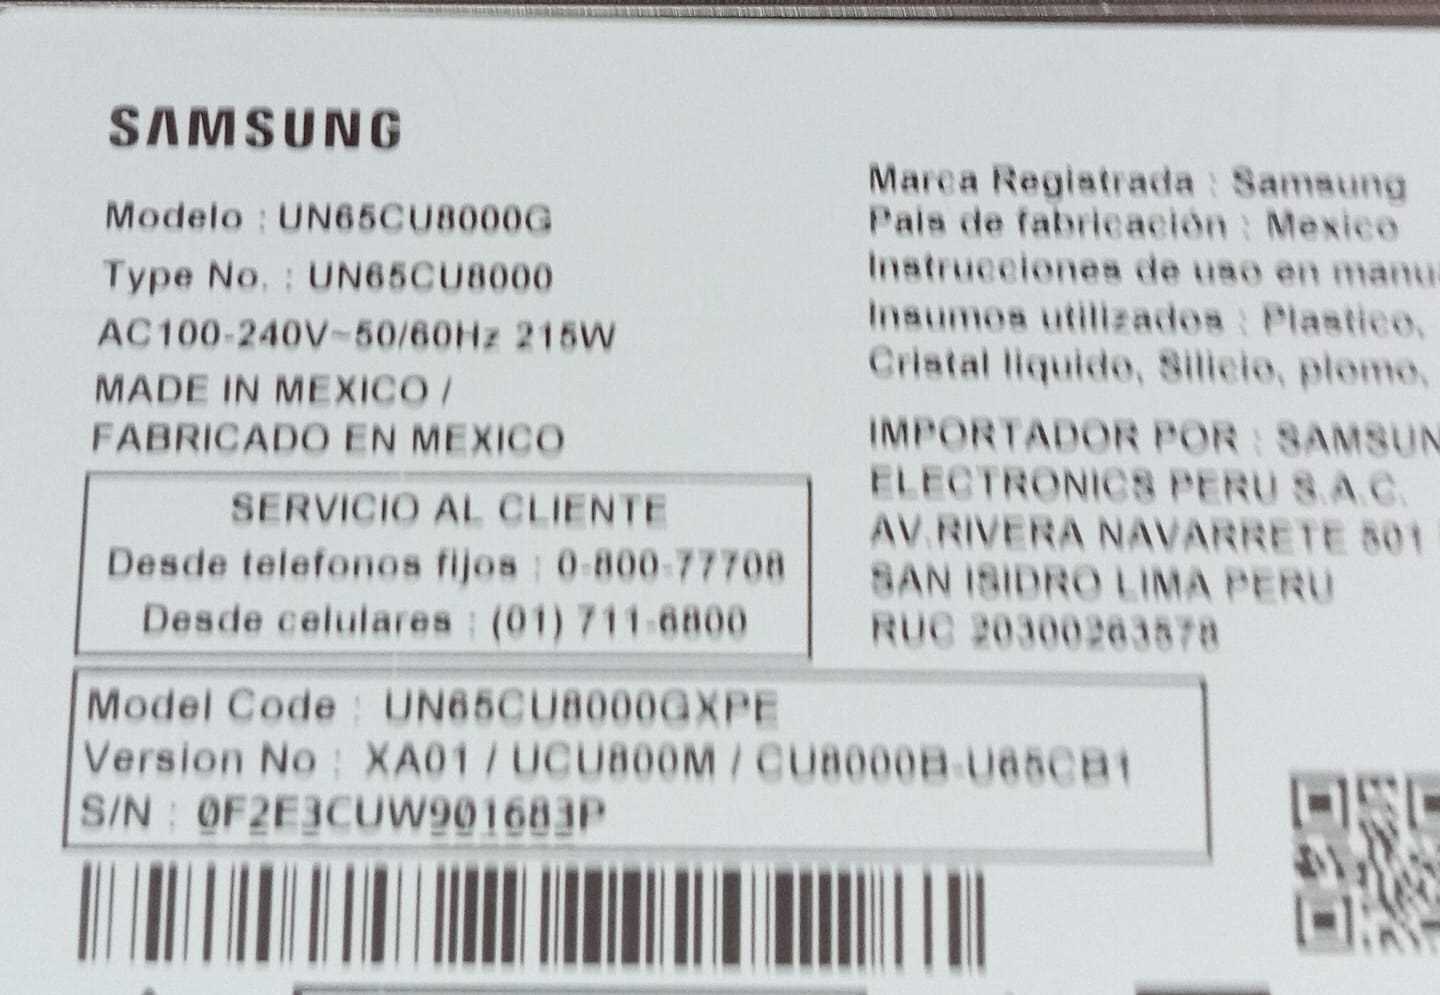 SAMSUNG
Modelo : UN65CU8000G
Type No. : UN65CU8000
AC100-240V~50/60Hz 215W
MADE IN MEXICO /
FABRICADO EN MEXICO
SERVICIO AL CLIENTE
Desde telefonos fijos : 0-800-77708
Desde celulares : (01) 711-6800
Model Code : UN65CU8000GXPE
Version No : XA01 / UCU800M / CU8000B-U65CB1
S/N : 0F2E3CUW901683P
Marca Registrada : Samsung
Pais de fabricación : Mexico
Instrucciones de uso en manu
Insumos utilizados : Plastico,
Cristal liquido, Silicio, plomo,
IMPORTADOR POR : SAMSUN
ELECTRONICS PERU S.A.C.
AV.RIVERA NAVARRETE 501
SAN ISIDRO LIMA PERU
RUC 20300263578